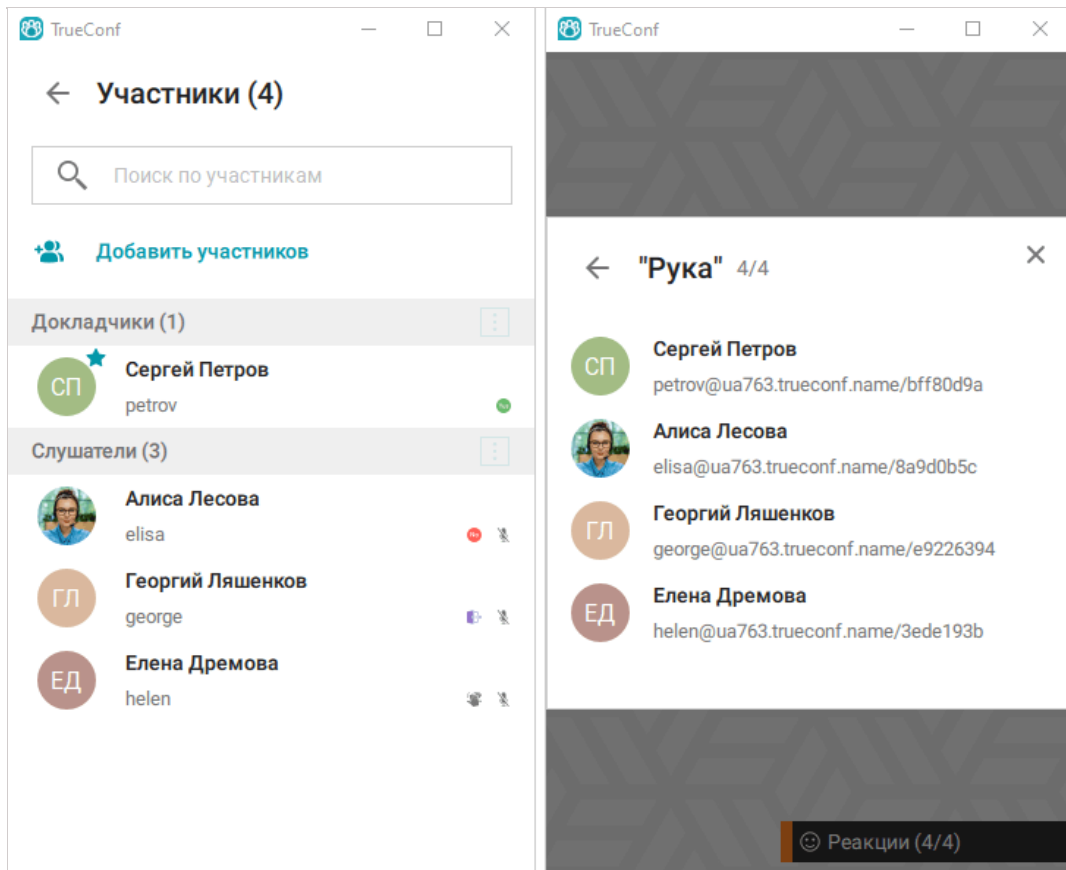 TrueConf
Участники (4)
Поиск по участникам
Добавить участников
Докладчики (1)
СП
Сергей Петров
petrov
Слушатели (3)
Алиса Лесова
elisa
ГЛ
Георгий Ляшенков
george
ЕД
Елена Дремова
helen
TrueConf
"Рука" 4/4
СП
Сергей Петров
petrov@ua763.trueconf.name/bff80d9a
Алиса Лесова
elisa@ua763.trueconf.name/8a9d0b5c
ГЛ
Георгий Ляшенков
george@ua763.trueconf.name/e9226394
ЕД
Елена Дремова
helen@ua763.trueconf.name/3ede193b
Реакции (4/4)